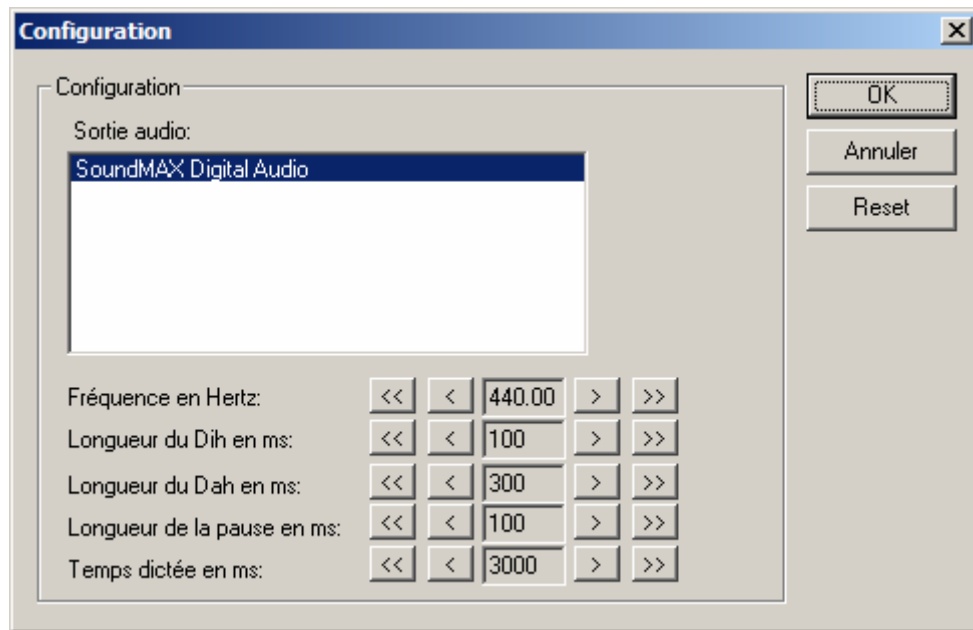 Configuration
Configuration
OK
Sortie audio:
Annuler
SoundMAX Digital Audio
Reset
Fréquence en Hertz: << < 440.00 > >>
Longueur du Dih en ms: << < 100 > >>
Longueur du Dah en ms: << < 300 > >>
Longueur de la pause en ms: << < 100 > >>
Temps dictée en ms: << < 3000 > >>